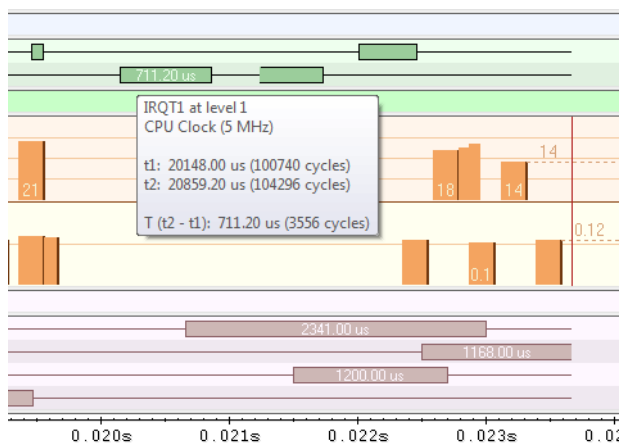 711.20 us
IRQT1 at level 1
CPU Clock (5 MHz)
t1: 20148.00 us (100740 cycles)
t2: 20859.20 us (104296 cycles)
T (t2 - t1): 711.20 us (3556 cycles)
14
21
18
14
0.12
0.1
2341.00 us
1168.00 us
1200.00 us
0.020s 0.021s 0.022s 0.023s